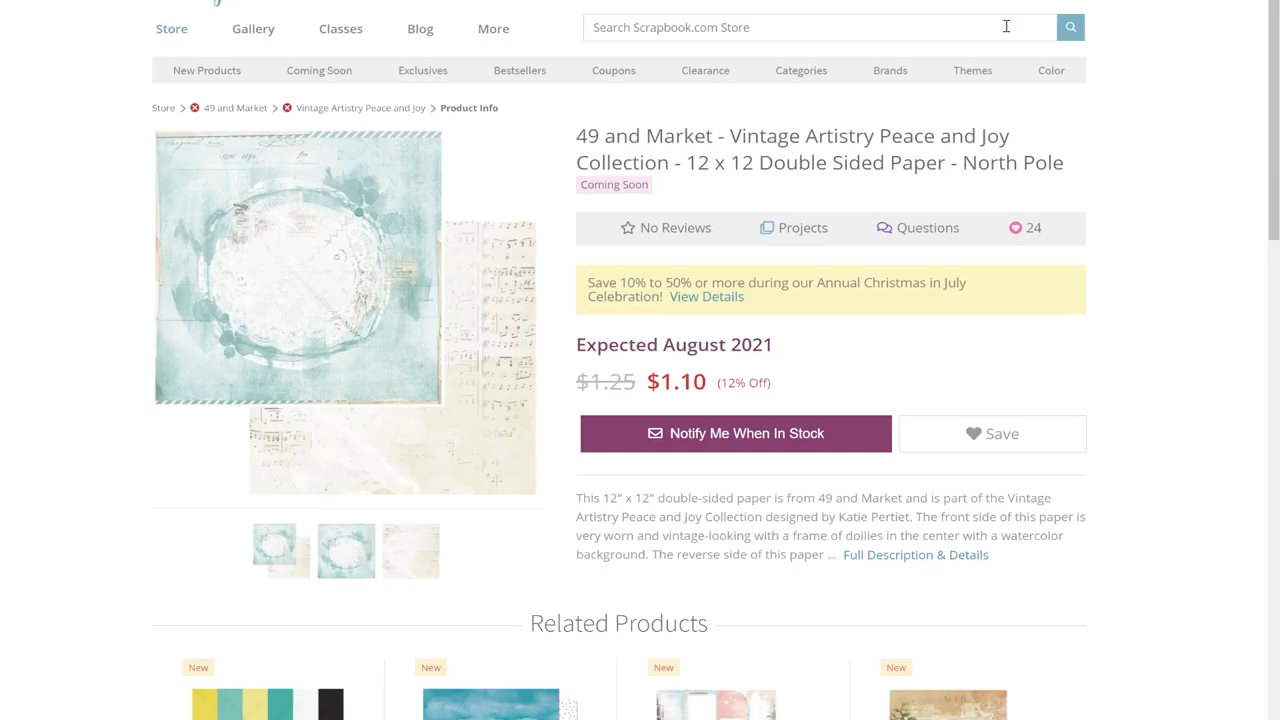 Store Gallery Classes Blog More
Search Scrapbook.com Store
New Products Coming Soon Exclusives Bestsellers Coupons Clearance Categories Brands Themes Color
Store 49 and Market Vintage Artistry Peace and Joy Product Info
49 and Market - Vintage Artistry Peace and Joy
Collection - 12 x 12 Double Sided Paper - North Pole
Coming Soon
No Reviews Projects Questions 24
Save 10% to 50% or more during our Annual Christmas in July
Celebration! View Details
Expected August 2021
$1.25 $1.10 (12% Off)
Notify Me When In Stock Save
This 12" x 12" double-sided paper is from 49 and Market and is part of the Vintage
Artistry Peace and Joy Collection designed by Katie Pertiet. The front side of this paper is
very worn and vintage-looking with a frame of doilies in the center with a watercolor
background. The reverse side of this paper ... Full Description & Details
Related Products
New New New New